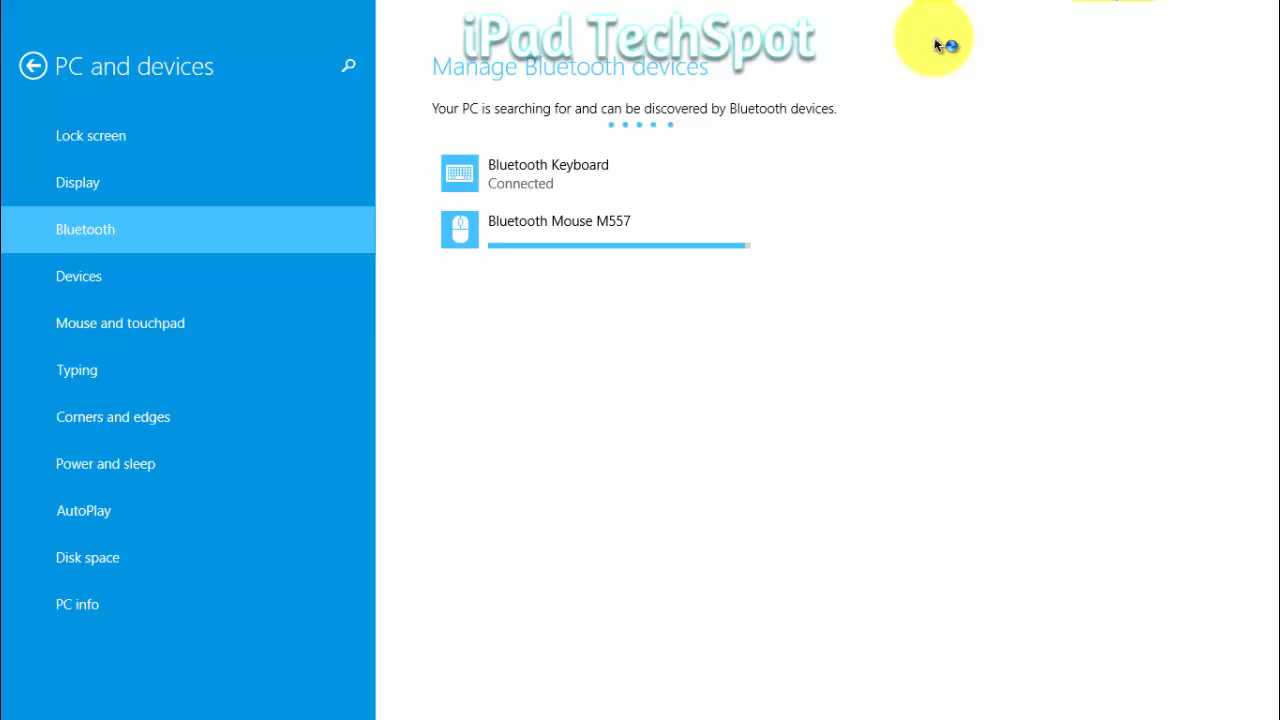 iPad TechSpot
PC and devices
Manage Bluetooth devices
Your PC is searching for and can be discovered by Bluetooth devices.
Lock screen
Display
Bluetooth
Devices
Mouse and touchpad
Typing
Corners and edges
Power and sleep
AutoPlay
Disk space
PC info
Bluetooth Keyboard
Connected
Bluetooth Mouse M557